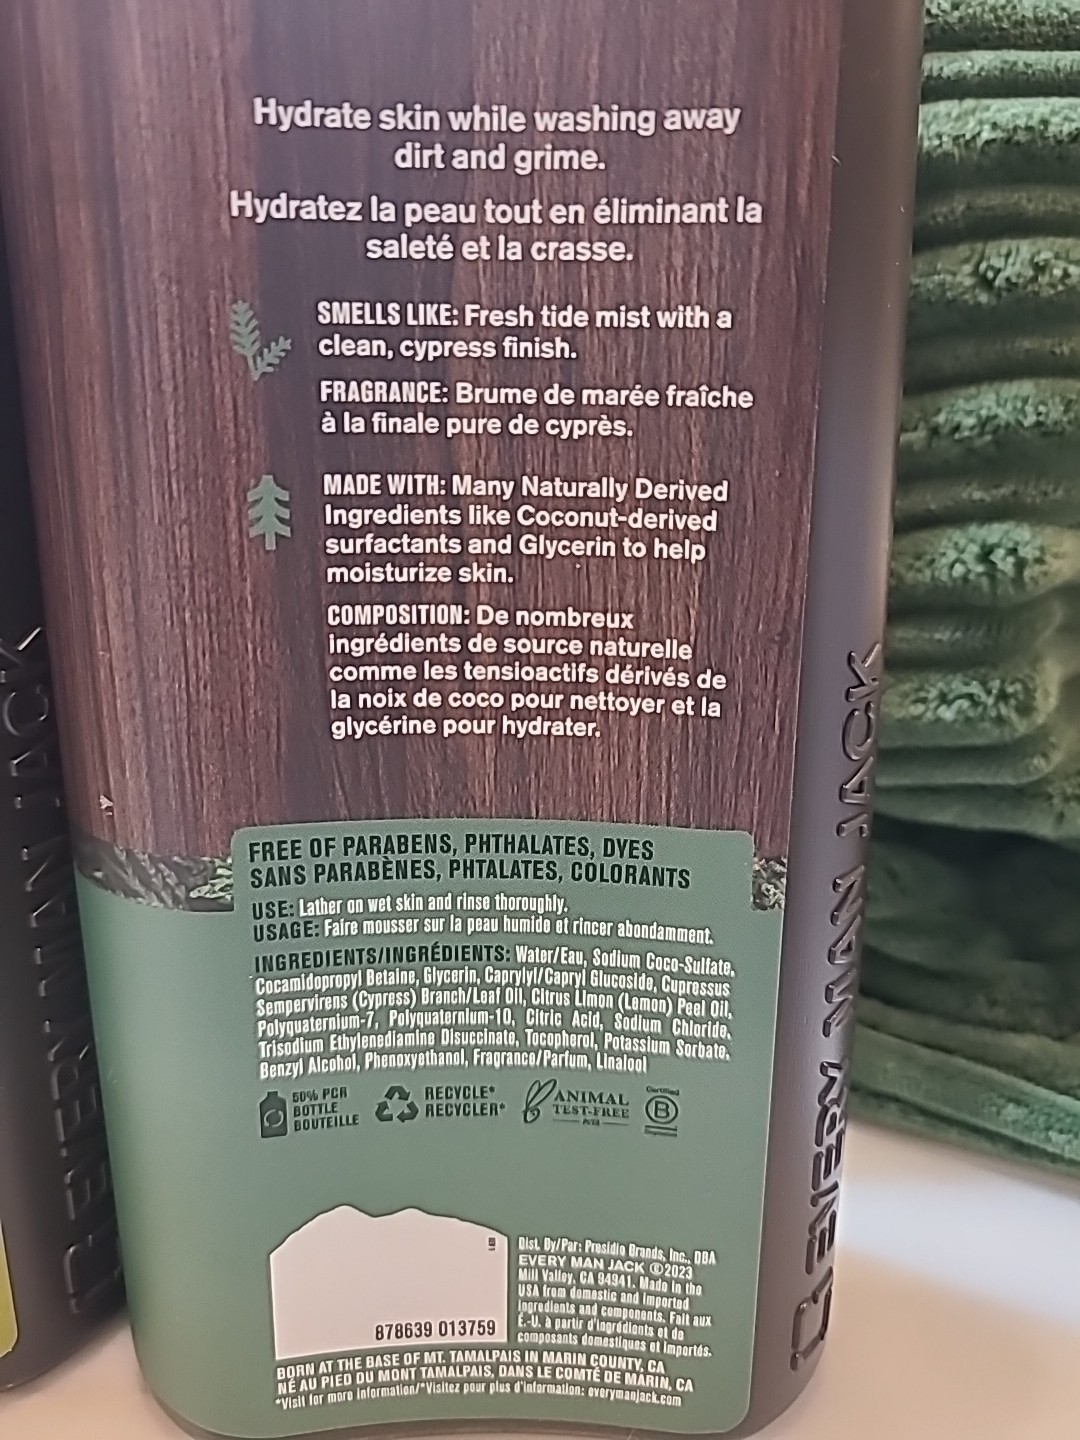 Hydrate skin while washing away
dirt and grime.
Hydratez la peau tout en éliminant la
saleté et la crasse.
SMELLS LIKE: Fresh tide mist with a
clean, cypress finish.
FRAGRANCE: Brume de marée fraîche
à la finale pure de cyprès.
MADE WITH: Many Naturally Derived
Ingredients like Coconut-derived
surfactants and Glycerin to help
moisturize skin.
COMPOSITION: De nombreux
ingrédients de source naturelle
comme les tensioactifs dérivés de
la noix de coco pour nettoyer et la
glycérine pour hydrater.
FREE OF PARABENS, PHTHALATES, DYES
SANS PARABÈNES, PHTALATES, COLORANTS
USE: Lather on wet skin and rinse thoroughly.
USAGE: Faire mousser sur la peau humide et rincer abondamment.
INGREDIENTS/INGRÉDIENTS: Water/Eau, Sodium Coco-Sulfate,
Cocamidopropyl Betaine, Glycerin, Caprylyl/Capryl Glucoside, Cupressus
Sempervirens (Cypress) Branch/Leaf Oil, Citrus Limon (Lemon) Peel Oil,
Polyquaternium-7, Polyquaternium-10, Citric Acid, Sodium Chloride,
Trisodium Ethylenediamine Disuccinate, Tocopherol, Potassium Sorbate,
Benzyl Alcohol, Phenoxyethanol, Fragrance/Parfum, Linalool
50% PCR
BOTTLE
BOUTEILLE
RECYCLE*
RECYCLER*
ANIMAL
TEST-FREE
Certified
B
Dist. By/Par: Presidio Brands, Inc., DBA
EVERY MAN JACK ©2023
Mill Valley, CA 94941. Made in the
USA from domestic and imported
ingredients and components. Fait aux
É.-U. à partir d'ingrédients et de
composants domestiques et importés.
878639 013759
BORN AT THE BASE OF MT. TAMALPAIS IN MARIN COUNTY, CA
NÉ AU PIED DU MONT TAMALPAIS, DANS LE COMTÉ DE MARIN, CA
*Visit for more information/*Visitez pour plus d'information: everymanjack.com
EVERY MAN JACK
EVERY MAN JACK